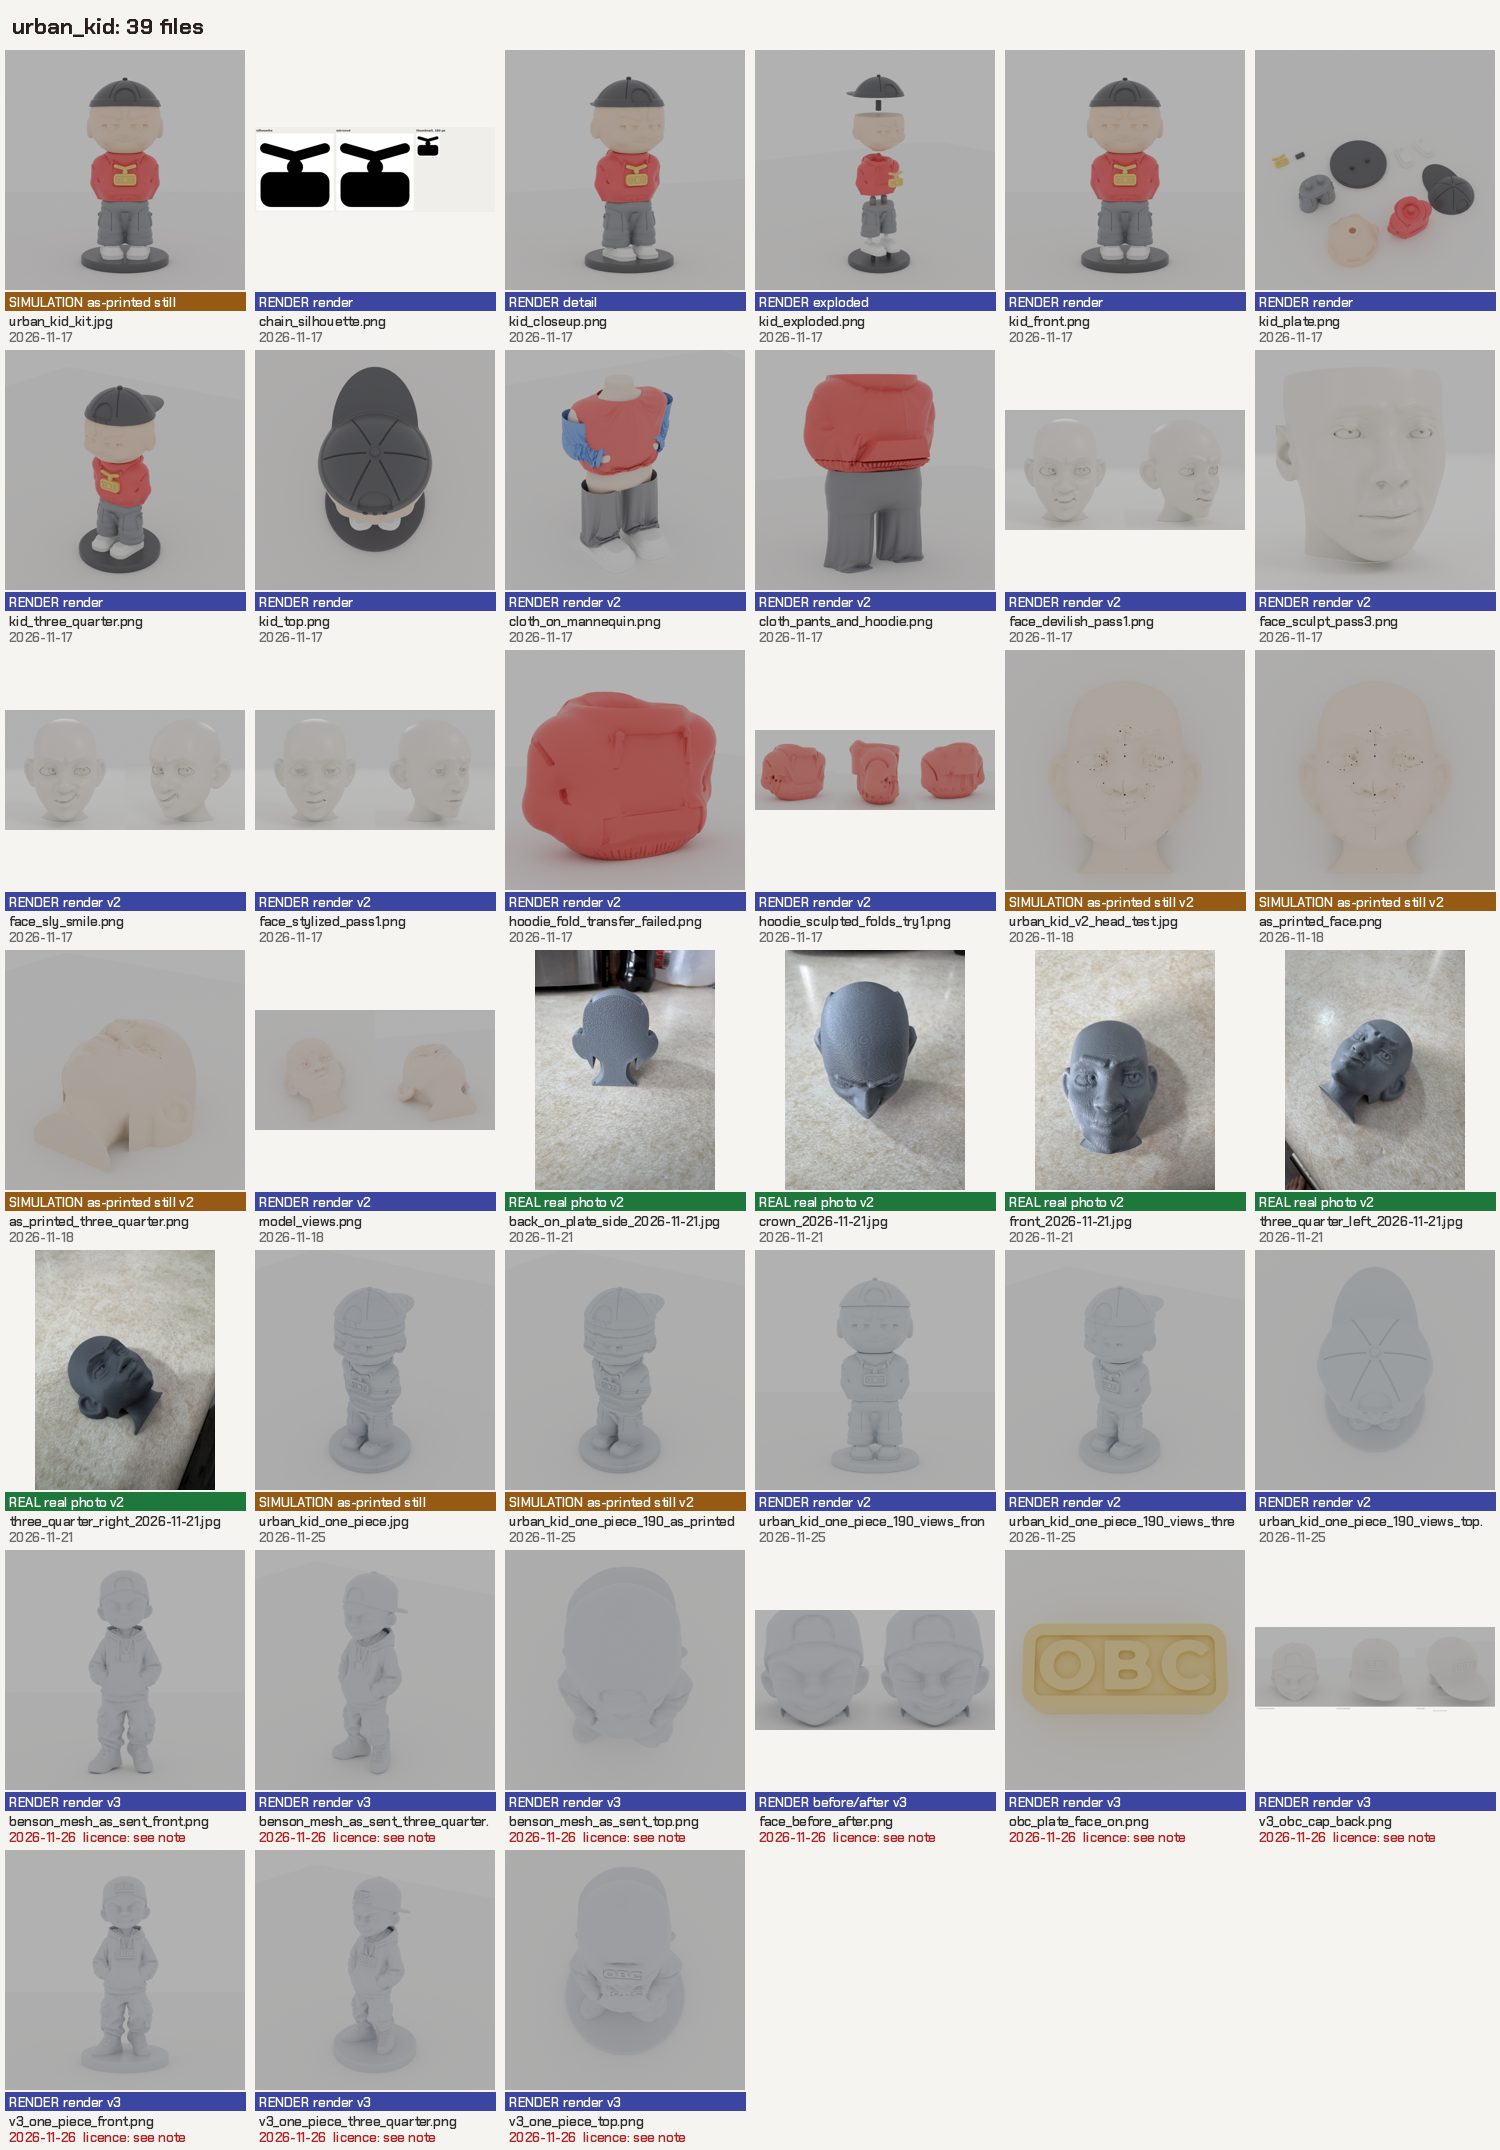 urban_kid: 39 files
SIMULATION as-printed still
urban_kid_kit.jpg
2026-11-17
RENDER render
chain_silhouette.png
2026-11-17
RENDER detail
kid_closeup.png
2026-11-17
RENDER exploded
kid_exploded.png
2026-11-17
RENDER render
kid_front.png
2026-11-17
RENDER render
kid_plate.png
2026-11-17
RENDER render
kid_three_quarter.png
2026-11-17
RENDER render
kid_top.png
2026-11-17
RENDER render v2
cloth_on_mannequin.png
2026-11-17
RENDER render v2
cloth_pants_and_hoodie.png
2026-11-17
RENDER render v2
face_devilish_pass1.png
2026-11-17
RENDER render v2
face_sculpt_pass3.png
2026-11-17
RENDER render v2
face_sly_smile.png
2026-11-17
RENDER render v2
face_stylized_pass1.png
2026-11-17
RENDER render v2
hoodie_fold_transfer_failed.png
2026-11-17
RENDER render v2
hoodie_sculpted_folds_try1.png
2026-11-17
SIMULATION as-printed still v2
urban_kid_v2_head_test.jpg
2026-11-18
SIMULATION as-printed still v2
as_printed_face.png
2026-11-18
SIMULATION as-printed still v2
as_printed_three_quarter.png
2026-11-18
RENDER render v2
model_views.png
2026-11-18
REAL real photo v2
back_on_plate_side_2026-11-21.jpg
2026-11-21
REAL real photo v2
crown_2026-11-21.jpg
2026-11-21
REAL real photo v2
front_2026-11-21.jpg
2026-11-21
REAL real photo v2
three_quarter_left_2026-11-21.jpg
2026-11-21
REAL real photo v2
three_quarter_right_2026-11-21.jpg
2026-11-21
SIMULATION as-printed still
urban_kid_one_piece.jpg
2026-11-25
SIMULATION as-printed still v2
urban_kid_one_piece_190_as_printed
2026-11-25
RENDER render v2
urban_kid_one_piece_190_views_fron
2026-11-25
RENDER render v2
urban_kid_one_piece_190_views_thre
2026-11-25
RENDER render v2
urban_kid_one_piece_190_views_top.
2026-11-25
RENDER render v3
benson_mesh_as_sent_front.png
2026-11-26 licence: see note
RENDER render v3
benson_mesh_as_sent_three_quarter.
2026-11-26 licence: see note
RENDER render v3
benson_mesh_as_sent_top.png
2026-11-26 licence: see note
RENDER before/after v3
face_before_after.png
2026-11-26 licence: see note
OBC
RENDER render v3
obc_plate_face_on.png
2026-11-26 licence: see note
RENDER render v3
v3_obc_cap_back.png
2026-11-26 licence: see note
RENDER render v3
v3_one_piece_front.png
2026-11-26 licence: see note
RENDER render v3
v3_one_piece_three_quarter.png
2026-11-26 licence: see note
OBC
RENDER render v3
v3_one_piece_top.png
2026-11-26 licence: see note